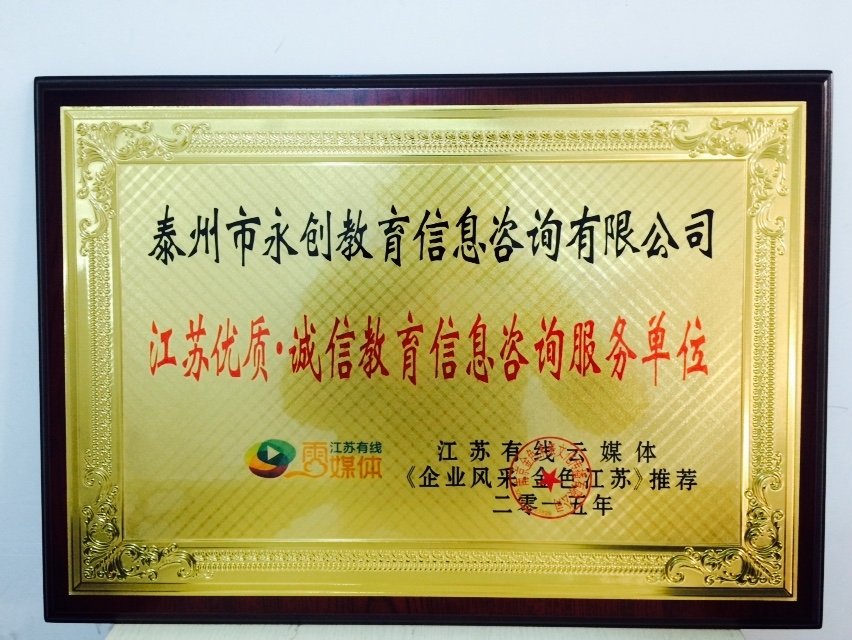 泰州市永创教育信息咨询有限公司
江苏优质·诚信教育信息咨询服务单位
江苏有线
云媒体
江苏有线云媒体
《企业风采 金色江苏》推荐
二零一五年